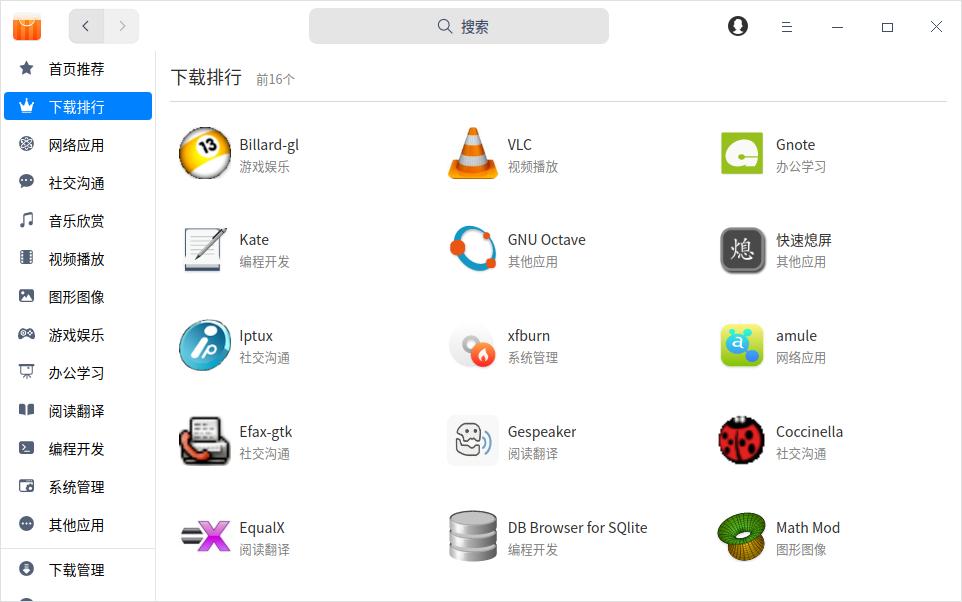 搜索
首页推荐
下载排行
网络应用
社交沟通
音乐欣赏
视频播放
图形图像
游戏娱乐
办公学习
阅读翻译
编程开发
系统管理
其他应用
下载管理
下载排行 前16个
13
Billard-gl
游戏娱乐
VLC
视频播放
Gnote
办公学习
Kate
编程开发
GNU Octave
其他应用
熄
快速熄屏
其他应用
ip
Iptux
社交沟通
xfburn
系统管理
a
amule
网络应用
Efax-gtk
社交沟通
Gespeaker
阅读翻译
Coccinella
社交沟通
X
EqualX
阅读翻译
DB Browser for SQlite
编程开发
Math Mod
图形图像